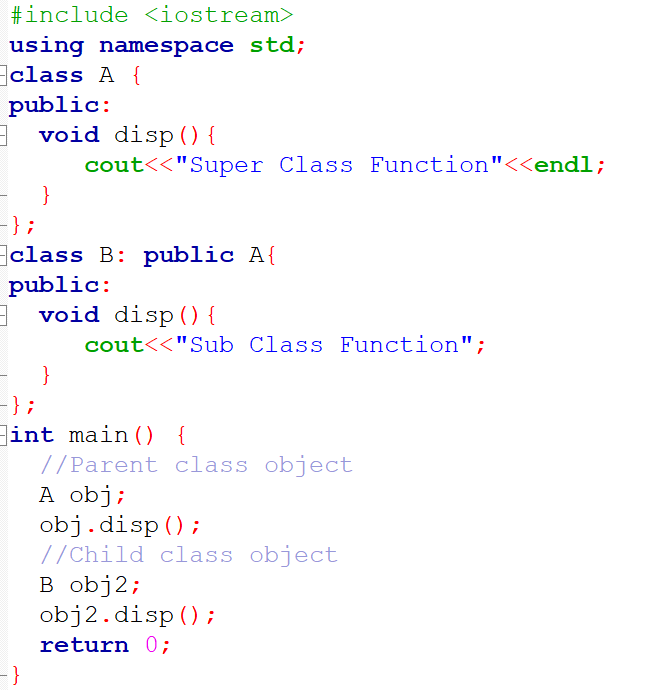 #include <iostream>
using namespace std;
class A {
public:
  void disp(){
     cout<<"Super Class Function"<<endl;
  }
};
class B: public A{
public:
  void disp(){
     cout<<"Sub Class Function";
  }
};
int main() {
  //Parent class object
  A obj;
  obj.disp();
  //Child class object
  B obj2;
  obj2.disp();
  return 0;
}